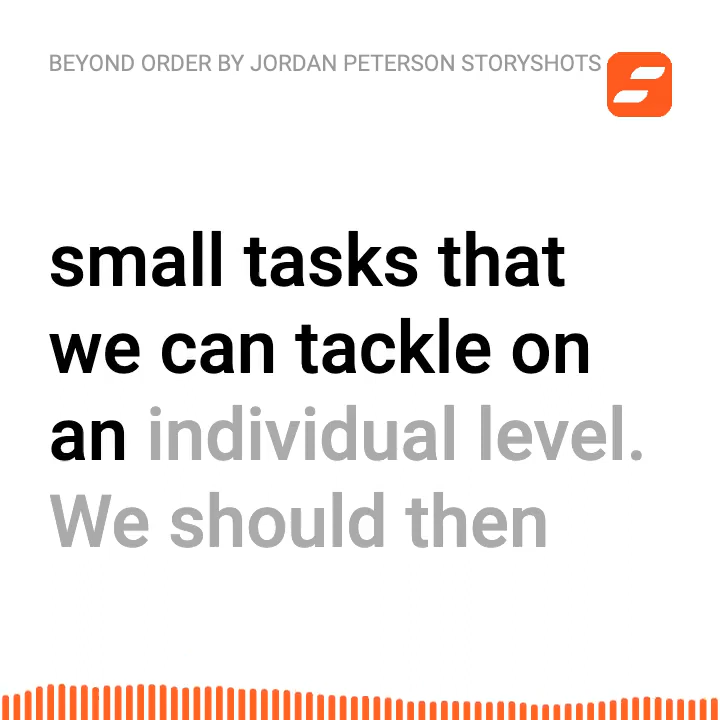 BEYOND ORDER BY JORDAN PETERSON STORYSHOTS
small tasks that
we can tackle on
an individual level.
We should then